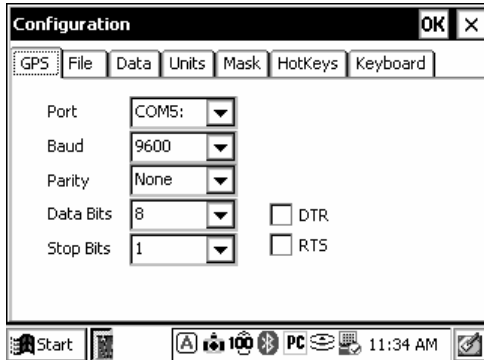 Configuration OK
GPS File Data Units Mask HotKeys Keyboard
Port COM5:
Baud 9600
Parity None
Data Bits 8 DTR
Stop Bits 1 RTS
Start A 100 PC 11:34 AM